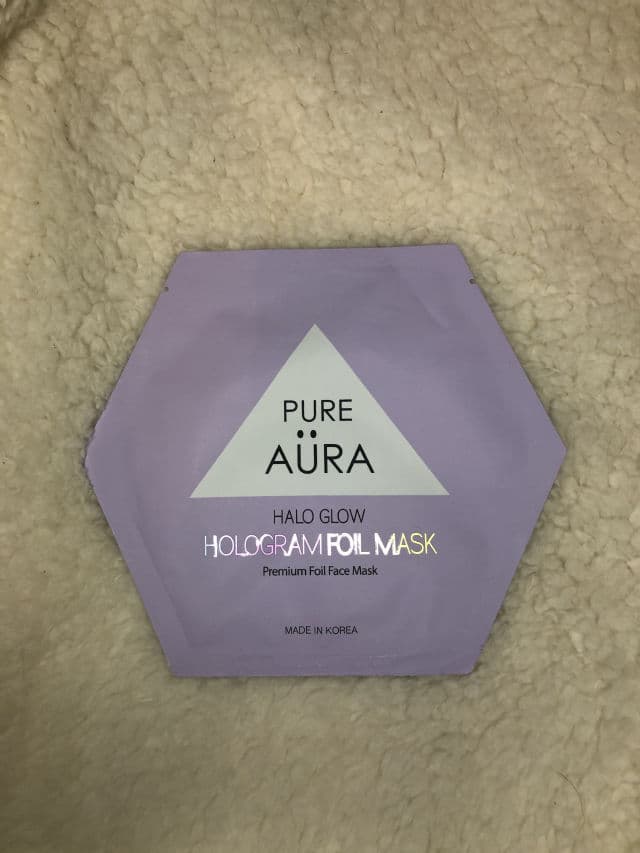 PURE
AÜRA
HALO GLOW
HOLOGRAM FOIL MASK
Premium Foil Face Mask
MADE IN KOREA